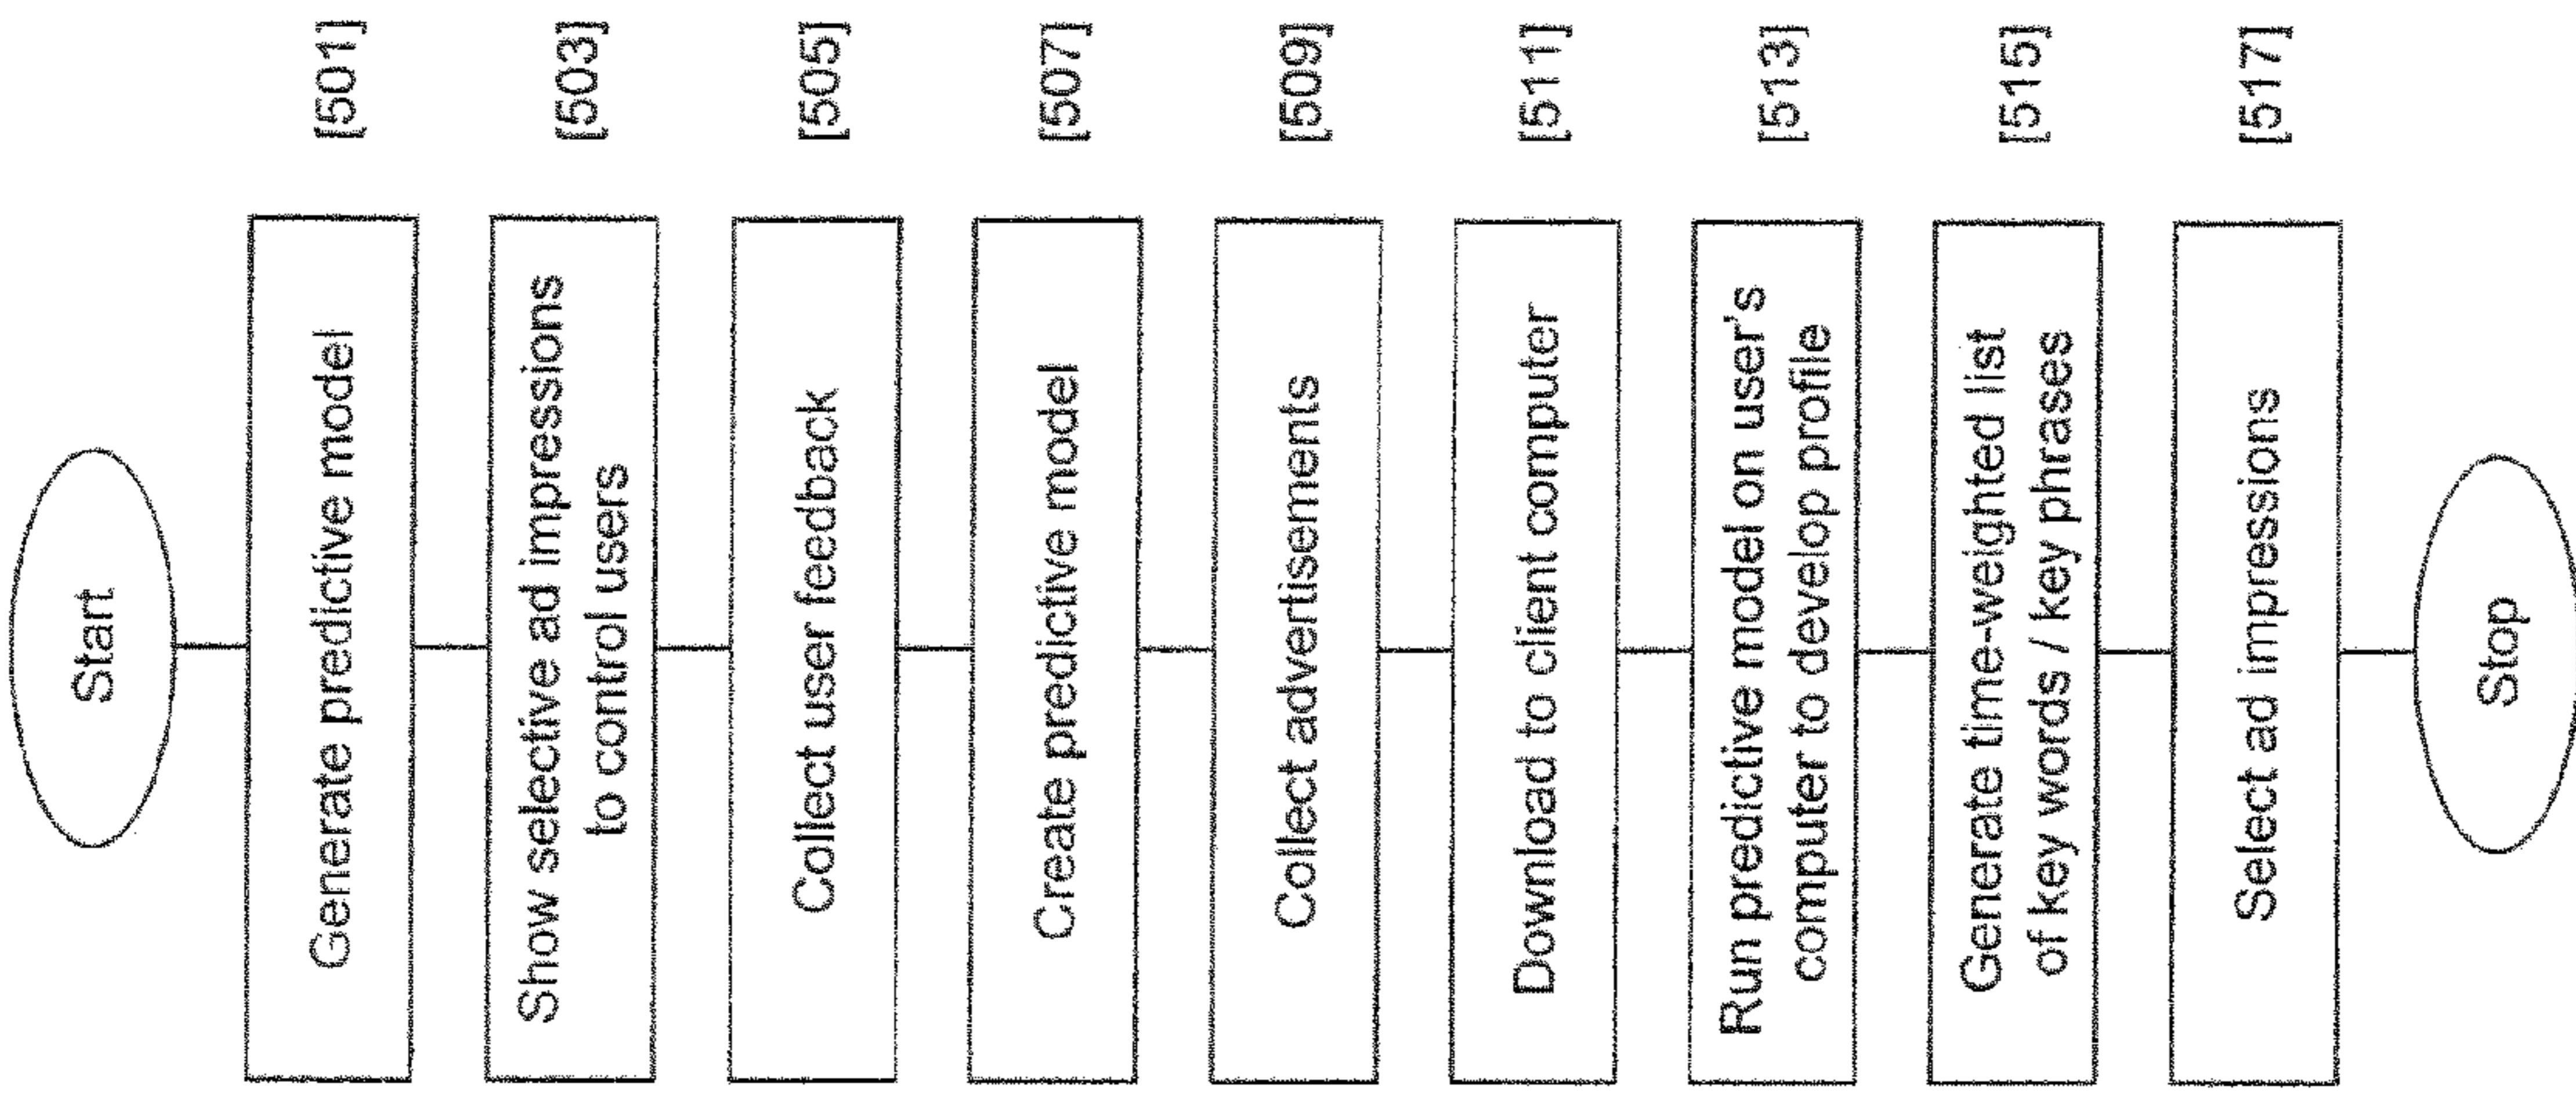 Start
Generate predictive model
[501]
Show selective ad impressions
to control users
[503]
Collect user feedback
[505]
Create predictive model
[507]
Collect advertisements
[509]
Download to client computer
[511]
Run predictive model on user's
computer to develop profile
[513]
Generate time-weighted list
of key words / key phrases
[515]
Select ad impressions
[517]
Stop